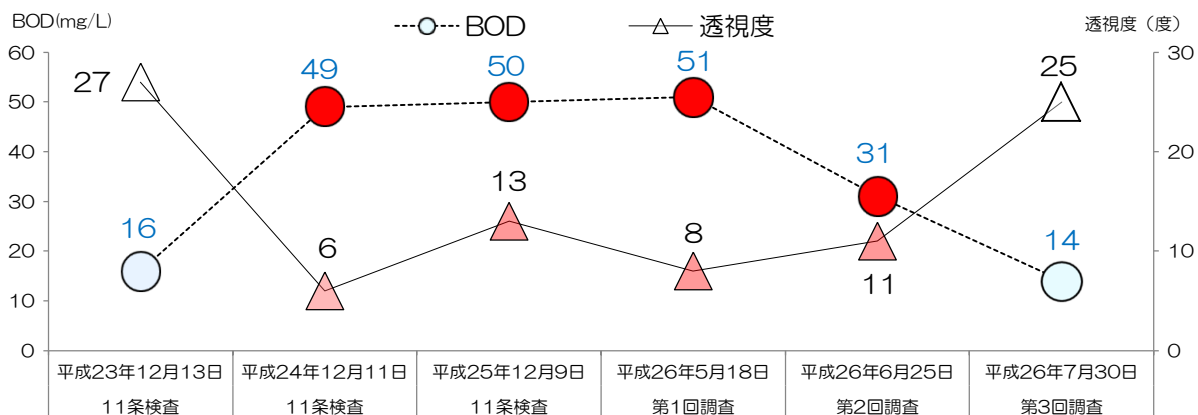 BOD(mg/L)
BOD
透視度
透視度（度）
60
50
40
30
20
10
0
30
20
10
0
27
49
50
51
25
16
6
13
8
31
11
14
平成23年12月13日
平成24年12月11日
平成25年12月9日
平成26年5月18日
平成26年6月25日
平成26年7月30日
11条検査
11条検査
11条検査
第1回調査
第2回調査
第3回調査